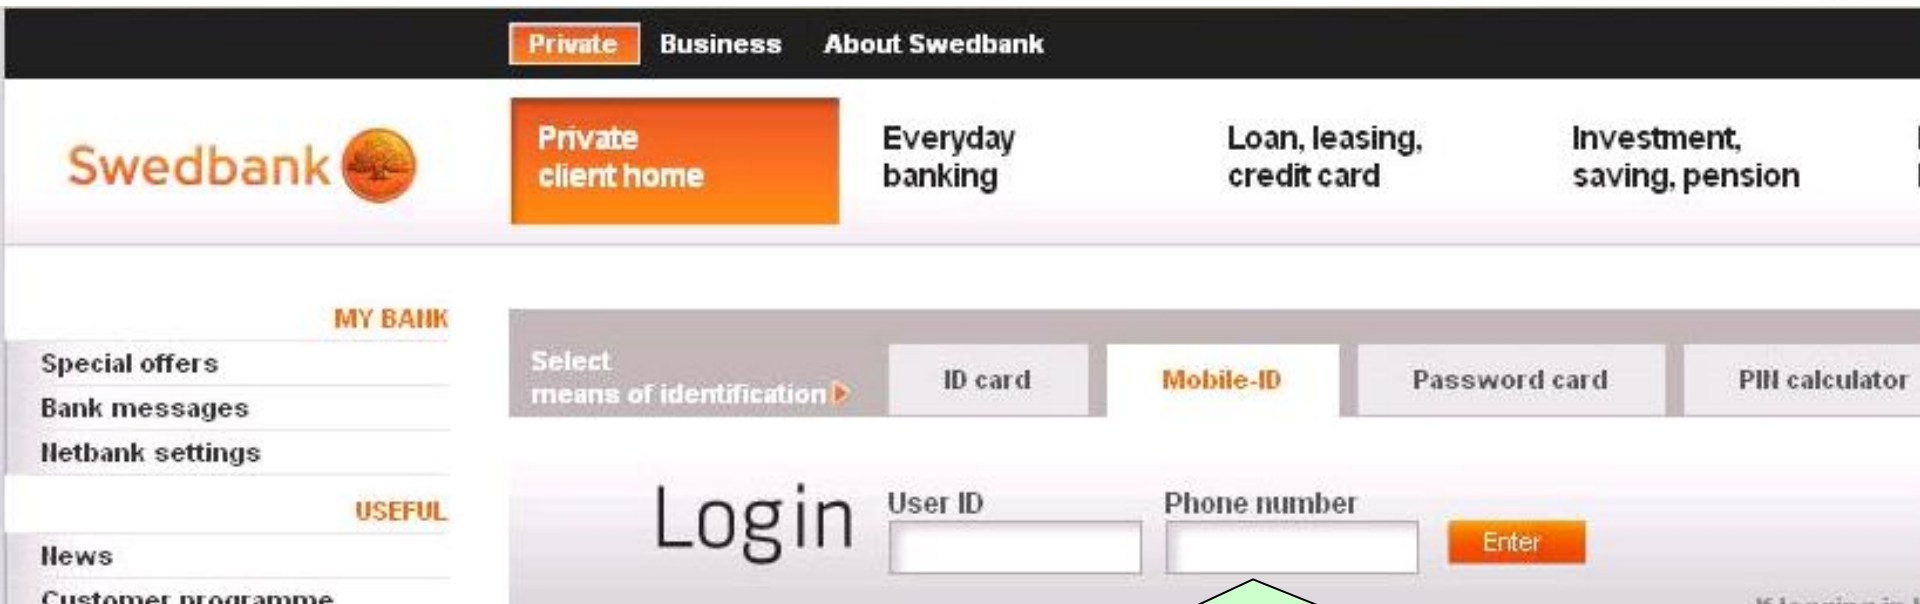 Private Business About Swedbank
Swedbank
Private
client home
Everyday
banking
Loan, leasing,
credit card
Investment,
saving, pension
MY BANK
Special offers
Bank messages
Netbank settings
USEFUL
News
Customer programme
Select
means of identification
ID card
Mobile-ID
Password card
PIN calculator
Login
User ID
Phone number
Enter